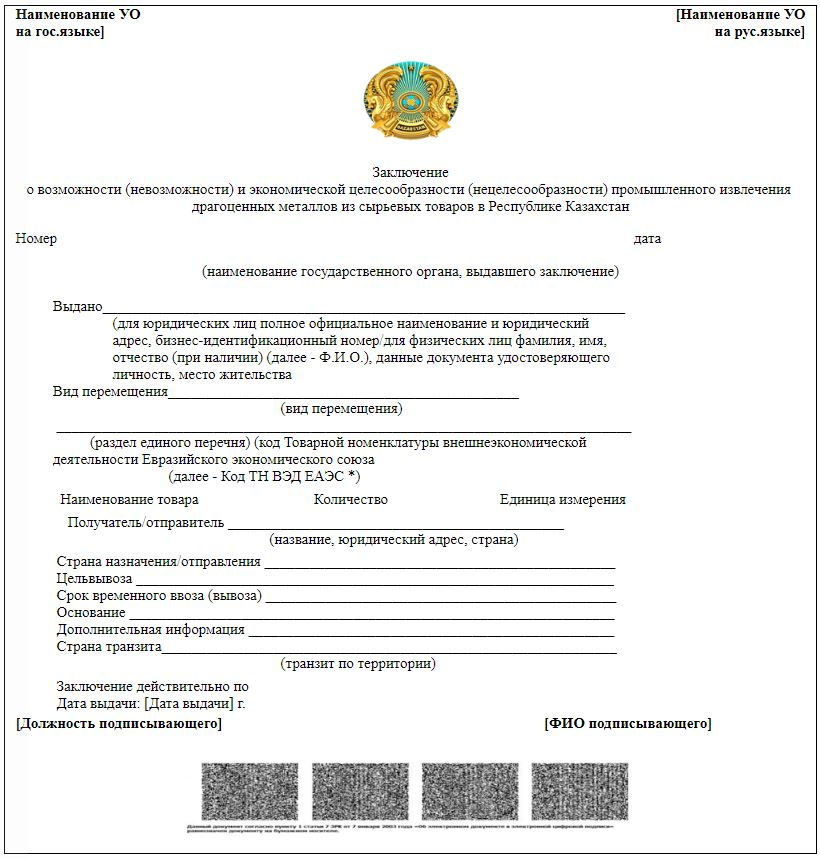 Наименование УО [Наименование УО
на гос.языке] на рус.языке]
КАЗАКСТАН
Заключение
о возможности (невозможности) и экономической целесообразности (нецелесообразности) промышленного извлечения
драгоценных металлов из сырьевых товаров в Республике Казахстан
Номер дата
(наименование государственного органа, выдавшего заключение)
Выдано
(для юридических лиц полное официальное наименование и юридический
адрес, бизнес-идентификационный номер/для физических лиц фамилия, имя,
отчество (при наличии) (далее - Ф.И.О.), данные документа удостоверяющего
личность, место жительства
Вид перемещения
(вид перемещения)
(раздел единого перечня) (код Товарной номенклатуры внешнеэкономической
деятельности Евразийского экономического союза
(далее - Код ТН ВЭД ЕАЭС *)
Наименование товара Количество Единица измерения
Получатель/отправитель
(название, юридический адрес, страна)
Страна назначения/отправления
Цельвывоза
Срок временного ввоза (вывоза)
Основание
Дополнительная информация
Страна транзита
(транзит по территории)
Заключение действительно по
Дата выдачи: [Дата выдачи] г.
[Должность подписывающего] [ФИО подписывающего]
Данный документ согласно пункту 1 статьи 7 ЗРК от 7 января 2003 года «Об электронном документе и электронной цифровой подписи»
равнозначен документу на бумажном носителе.